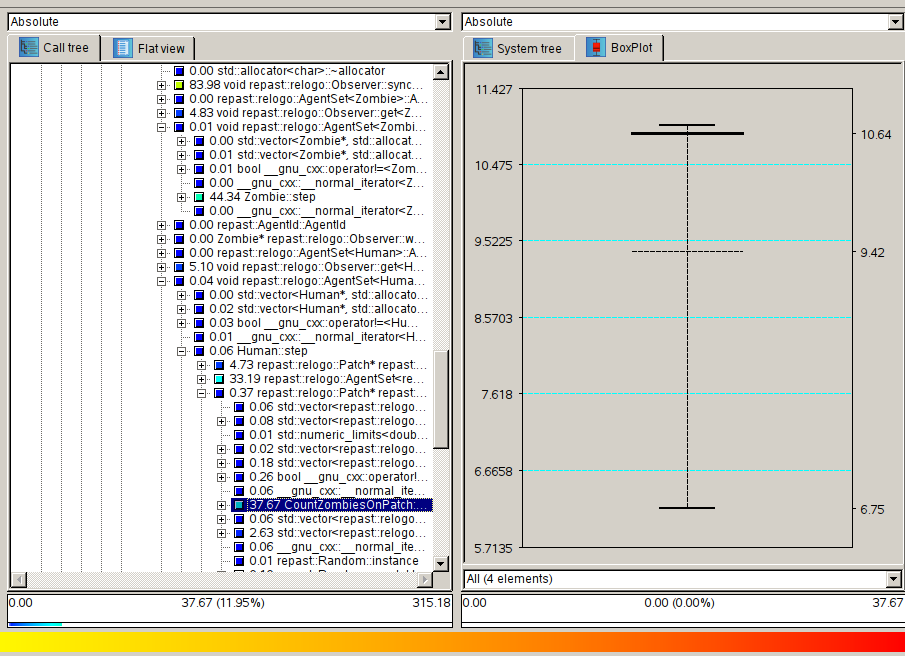 Absolute
Call tree
Flat view
0.00 std::allocator<char>::~allocator
83.98 void repast::relogo::Observer::sync...
0.00 repast::relogo::AgentSet<Zombie>::A...
4.83 void repast::relogo::Observer::get<Z...
0.01 void repast::relogo::AgentSet<Zombi...
0.00 std::vector<Zombie*, std::allocat...
0.01 std::vector<Zombie*, std::allocat...
0.01 bool __gnu_cxx::operator!=<Zom...
0.00 __gnu_cxx::__normal_iterator<Z...
44.34 Zombie::step
0.00 __gnu_cxx::__normal_iterator<Z...
0.00 repast::AgentId::AgentId
0.00 Zombie* repast::relogo::Observer::w...
0.00 repast::relogo::AgentSet<Human>::A...
5.10 void repast::relogo::Observer::get<H...
0.04 void repast::relogo::AgentSet<Huma...
0.00 std::vector<Human*, std::allocato...
0.02 std::vector<Human*, std::allocato...
0.03 bool __gnu_cxx::operator!=<Hu...
0.01 __gnu_cxx::__normal_iterator<H...
0.06 Human::step
4.73 repast::relogo::Patch* repast:...
33.19 repast::relogo::AgentSet<re...
0.37 repast::relogo::Patch* repast:...
0.06 std::vector<repast::relogo...
0.08 std::vector<repast::relogo...
0.01 std::numeric_limits<doub...
0.02 std::vector<repast::relogo...
0.18 std::vector<repast::relogo...
0.26 bool __gnu_cxx::operator!...
0.06 __gnu_cxx::__normal_ite...
37.67 CountZombiesOnPatch:...
0.06 std::vector<repast::relogo...
2.63 std::vector<repast::relogo...
0.06 __gnu_cxx::__normal_ite...
0.01 repast::Random::instance
0.00 37.67 (11.95%) 315.18
Absolute
System tree
BoxPlot
11.427
10.64
10.475
9.5225
9.42
8.5703
7.618
6.6658
6.75
5.7135
All (4 elements)
0.00 0.00 (0.00%) 37.67